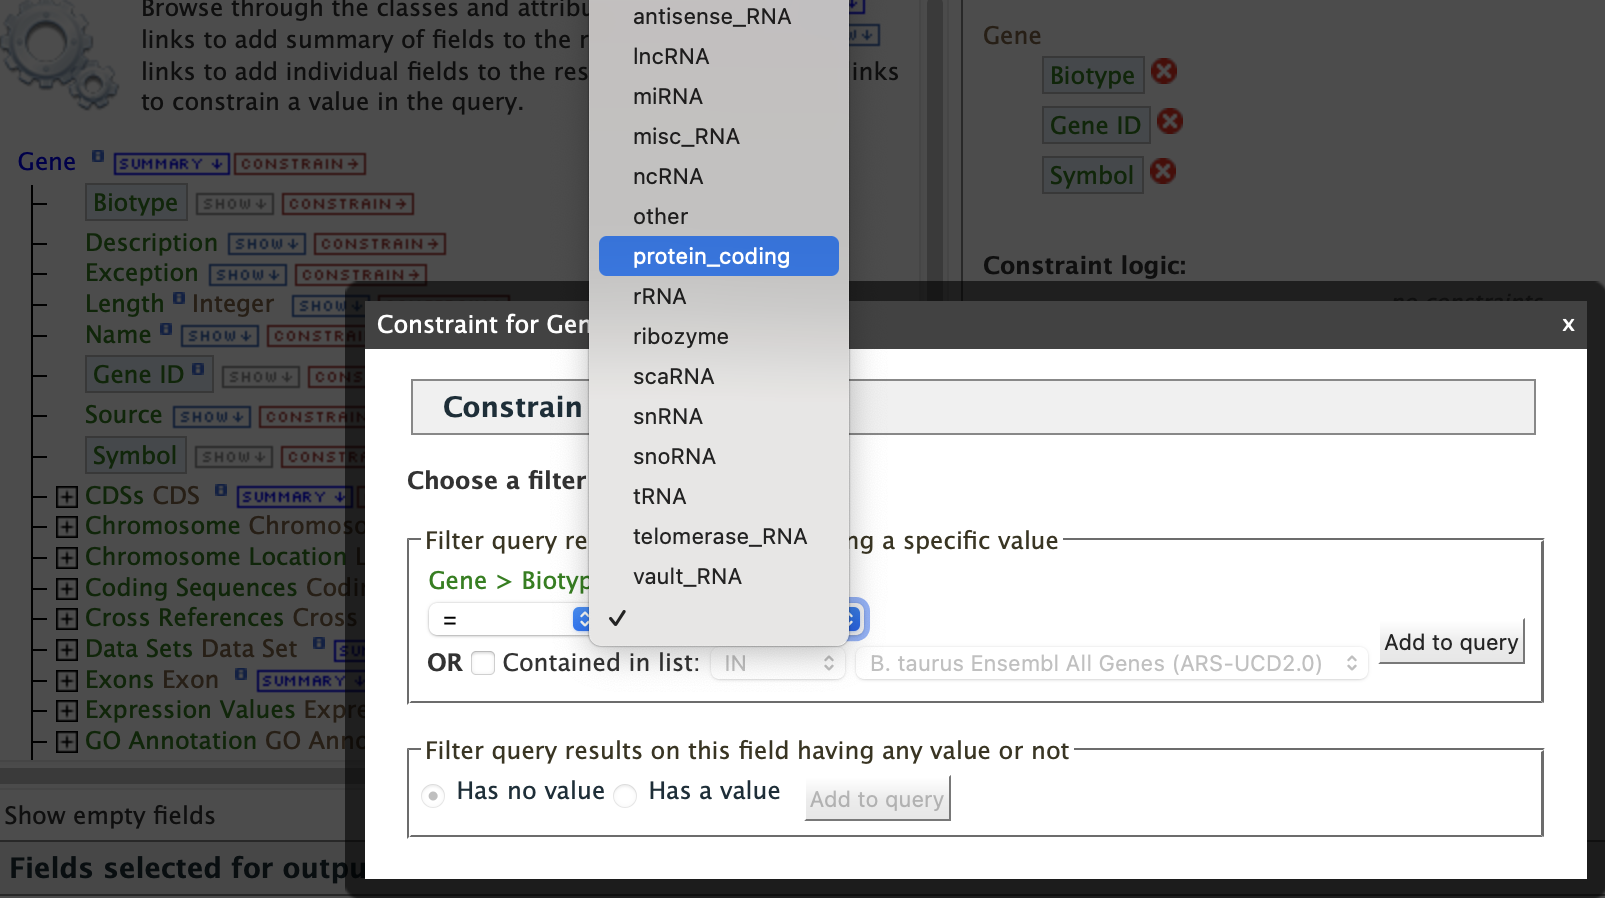 Browse through the classes and attribu
links to add summary of fields to the r
links to add individual fields to the res inks
to constrain a value in the query.
Gene SUMMARY CONSTRAIN
Biotype SHOW CONSTRAIN
Description SHOW CONSTRAIN
Exception SHOW CONSTRAIN
Length Integer SHOW
Name SHOW CONSTRA
Gene ID SHOW CONS
Source SHOW CONSTRAIN
Symbol SHOW CONSTRA
CDSs CDS SUMMARY
Chromosome Chromoso
Chromosome Location L
Coding Sequences Codin
Cross References Cross
Data Sets Data Set SU
Exons Exon SUMMARY
Expression Values Expre
GO Annotation GO Anno
Show empty fields
Fields selected for outpu
antisense_RNA
lncRNA
miRNA
misc_RNA
ncRNA
other
protein_coding
rRNA
ribozyme
scaRNA
snRNA
snoRNA
tRNA
telomerase_RNA
vault_RNA
✓
Gene
Biotype
Gene ID
Symbol
Constraint logic:
Constraint for Gen x
Constrain
Choose a filter
Filter query re ng a specific value
Gene > Biotyp
=
OR Contained in list: IN B. taurus Ensembl All Genes (ARS-UCD2.0)
Add to query
Filter query results on this field having any value or not
Has no value Has a value Add to query